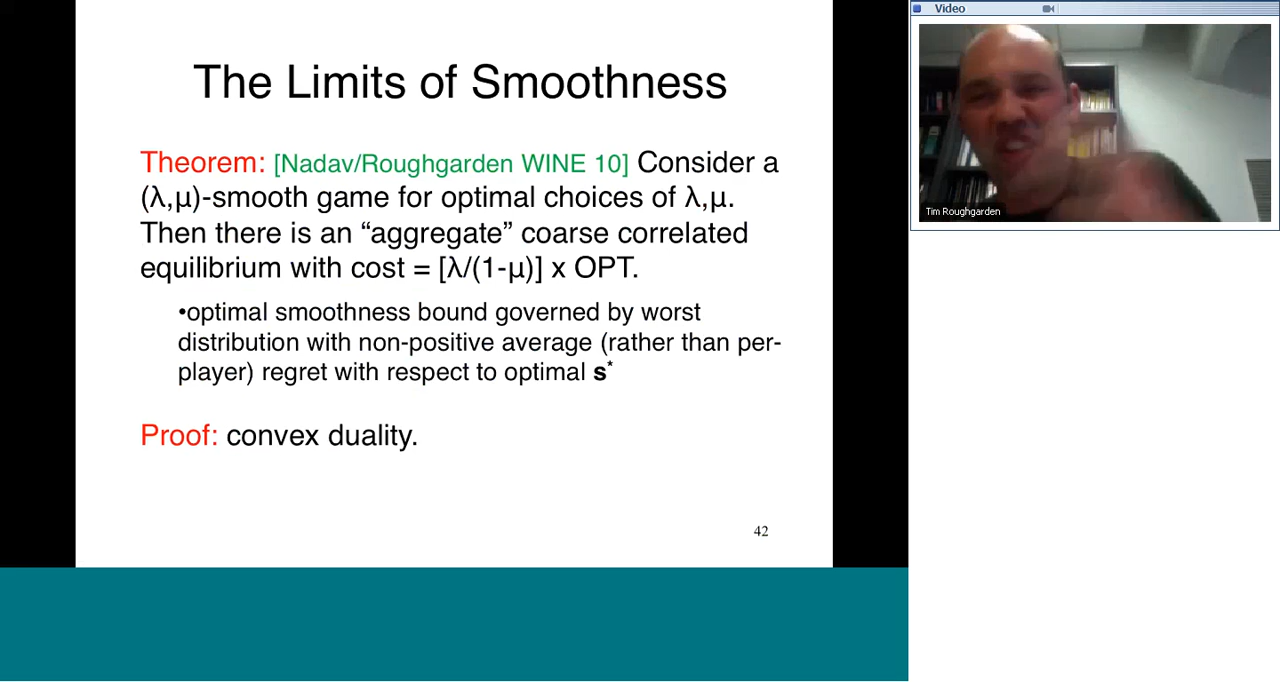 The Limits of Smoothness
Theorem: [Nadav/Roughgarden WINE 10] Consider a
(λ,μ)-smooth game for optimal choices of λ,μ.
Then there is an “aggregate” coarse correlated
equilibrium with cost = [λ/(1-μ)] x OPT.
•optimal smoothness bound governed by worst
distribution with non-positive average (rather than per-
player) regret with respect to optimal s*
Proof: convex duality.
42
Video
Tim Roughgarden